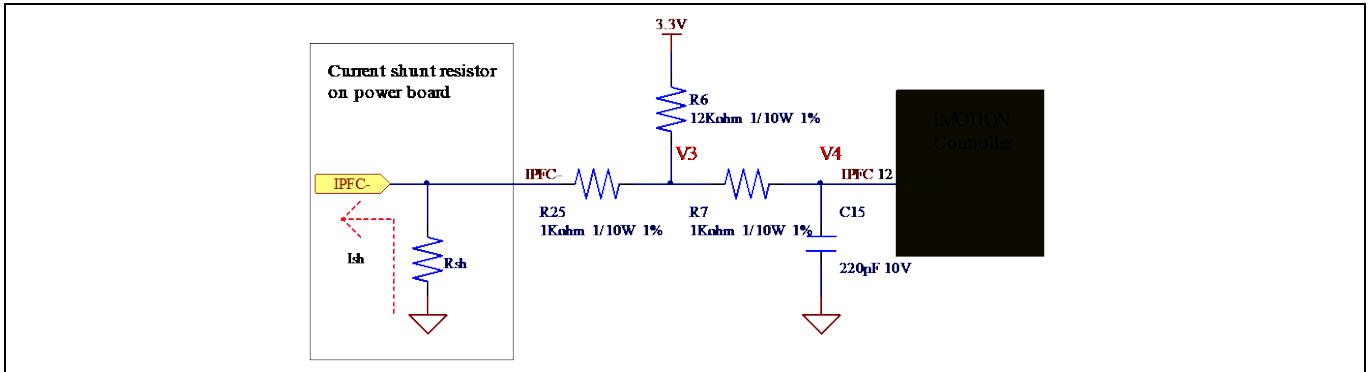 3.3V
Current shunt resistor
on power board
R6
12Kohm 1/10W 1%
iMOTION
Controller
V3
V4
IPFC-
IPFC-
IPFC 12
R25
1Kohm 1/10W 1%
R7
1Kohm 1/10W 1%
C15
Ish
Rsh
220pF 10V